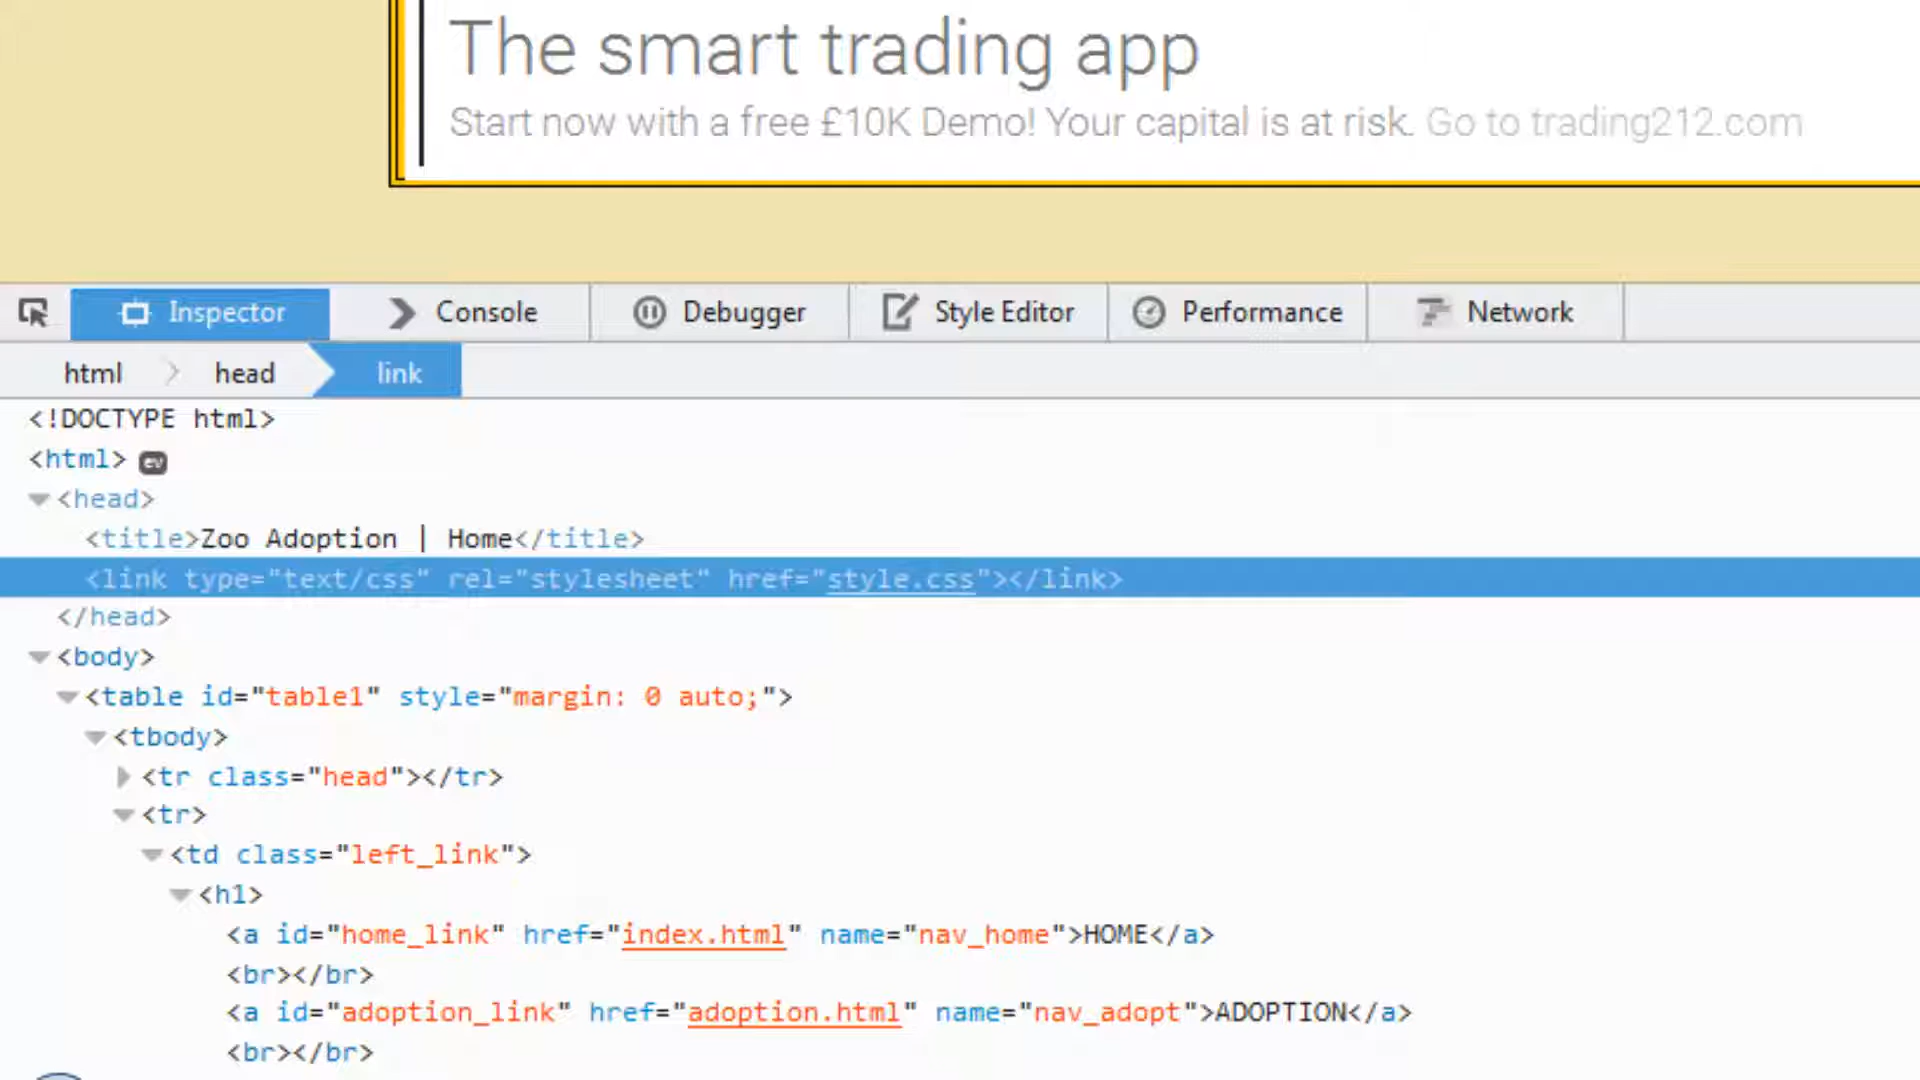 The smart trading app
Start now with a free £10K Demo! Your capital is at risk. Go to trading212.com
Inspector Console Debugger Style Editor Performance Network
html head link
<!DOCTYPE html>
<html> ev
<head>
<title>Zoo Adoption | Home</title>
<link type="text/css" rel="stylesheet" href="style.css"></link>
</head>
<body>
<table id="table1" style="margin: 0 auto;">
<tbody>
<tr class="head"></tr>
<tr>
<td class="left_link">
<h1>
<a id="home_link" href="index.html" name="nav_home">HOME</a>
<br></br>
<a id="adoption_link" href="adoption.html" name="nav_adopt">ADOPTION</a>
<br></br>